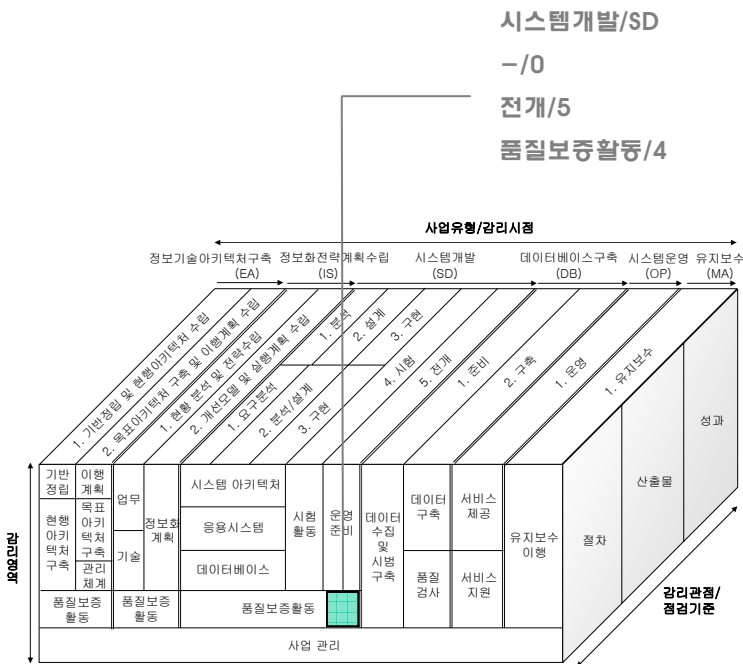 시스템개발/SD
-/0
전개/5
품질보증활동/4
사업유형/감리시점
정보기술아키텍처구축
(EA)
정보화전략계획수립
(IS)
시스템개발
(SD)
데이터베이스구축
(DB)
시스템운영
(OP)
유지보수
(MA)
1. 기반정립 및 현행아키텍처 수립
2. 목표아키텍처 구축 및 이행계획 수립
1. 현황 분석 및 전략수립
2. 개선모델 및 실행계획 수립
1. 분석
2. 설계
3. 구현
1. 요구분석
2. 분석/설계
3. 구현
4. 시험
5. 전개
1. 준비
2. 구축
1. 운영
1. 유지보수
감리영역
기반
정립
이행
계획
현행
아키
텍처
구축
목표
아키
텍처
구축
관리
체계
업무
기술
정보화
계획
시스템 아키텍처
응용시스템
데이터베이스
시험
활동
운영
준비
데이터
수집
및
시범
구축
데이터
구축
품질
검사
서비스
제공
서비스
지원
유지보수
이행
품질보증
활동
품질보증
활동
품질보증활동
사업 관리
절차
산출물
성과
감리관점/
점검기준